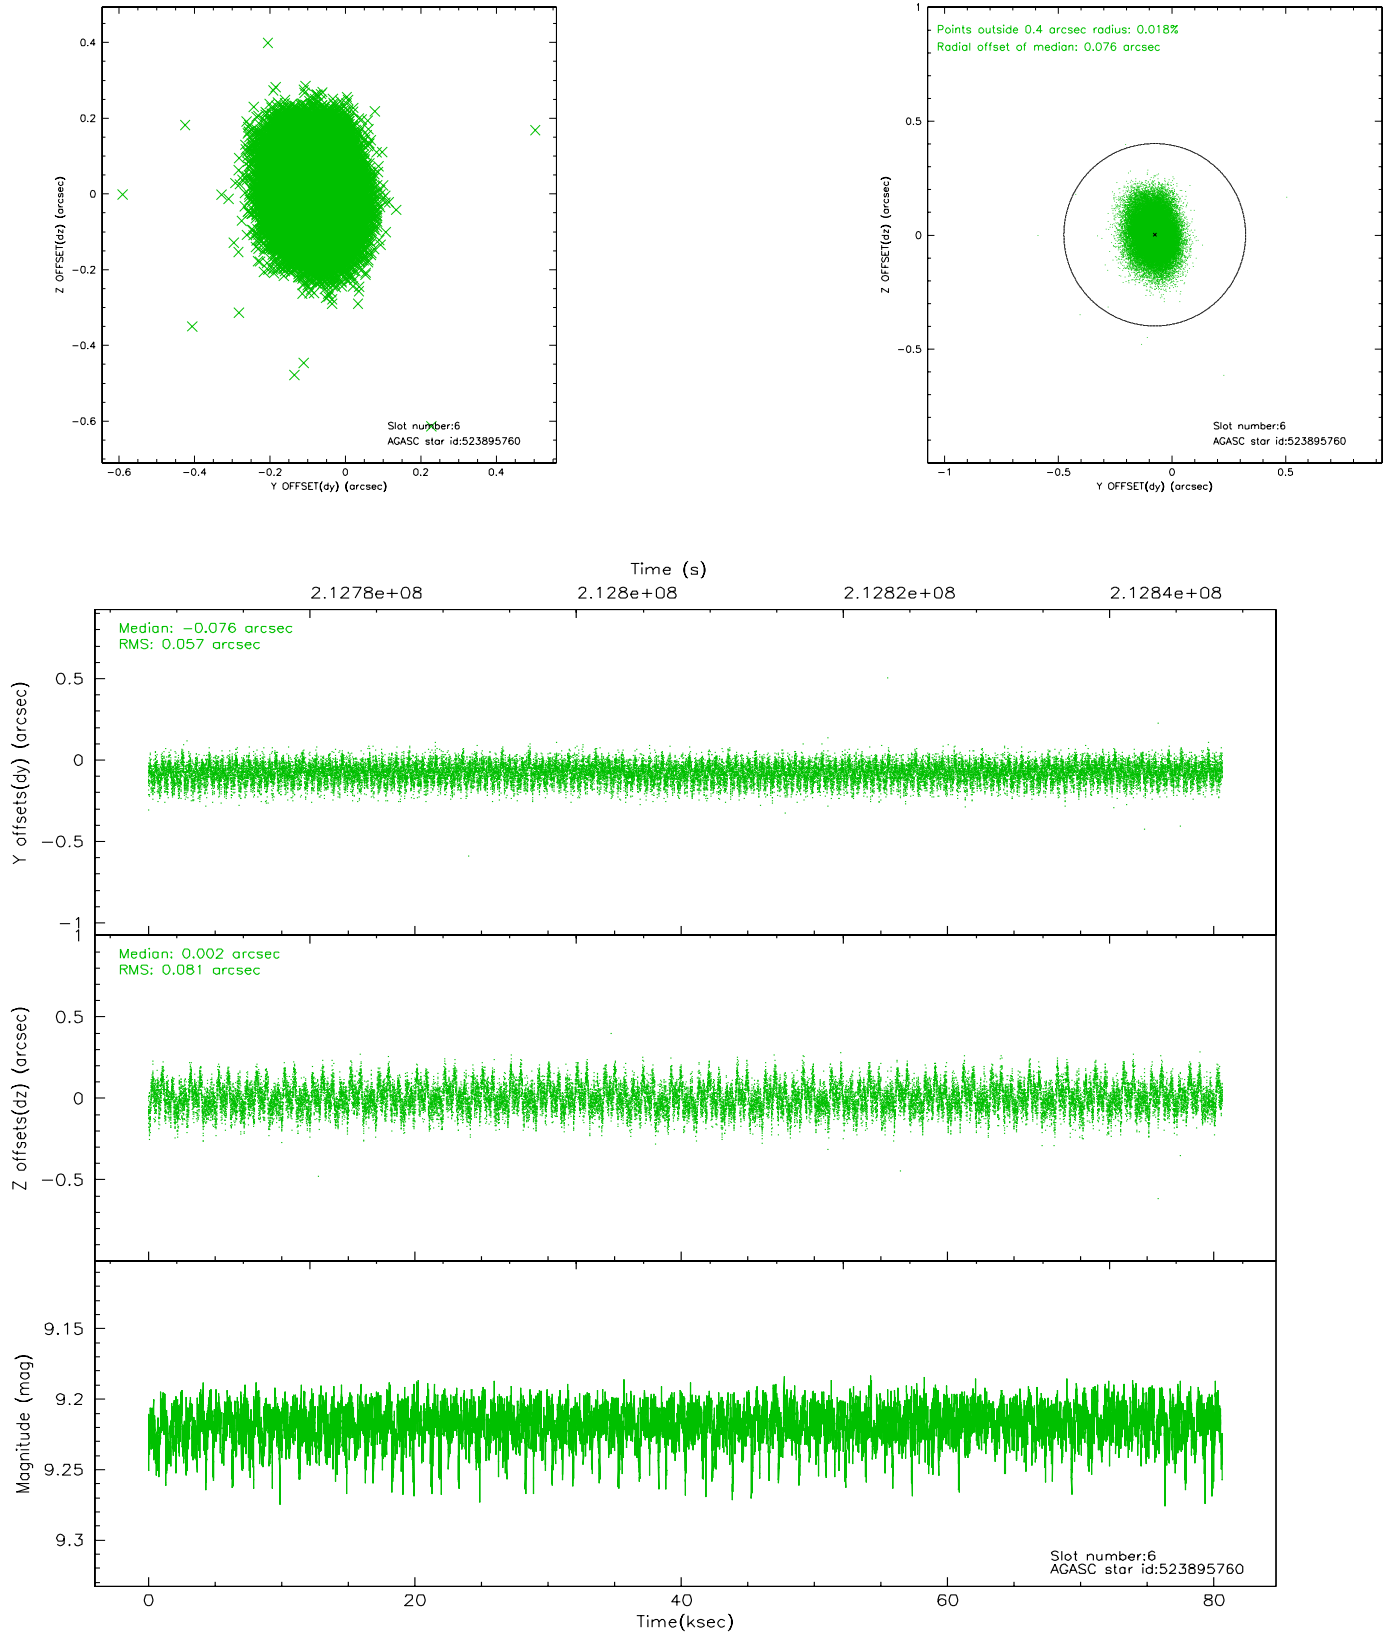 0.4
0.2
0
-0.2
-0.4
-0.6
Z OFFSET(dz) (arcsec)
Slot number:6
AGASC star id:523895760
-0.6 -0.4 -0.2 0 0.2 0.4
Y OFFSET(dy) (arcsec)
Points outside 0.4 arcsec radius: 0.018%
Radial offset of median: 0.076 arcsec
1
0.5
0
-0.5
Z OFFSET(dz) (arcsec)
Slot number:6
AGASC star id:523895760
-1 -0.5 0 0.5
Y OFFSET(dy) (arcsec)
Time (s)
2.1278e+08 2.128e+08 2.1282e+08 2.1284e+08
Median: -0.076 arcsec
RMS: 0.057 arcsec
0.5
0
-0.5
-1
Y offsets(dy) (arcsec)
Median: 0.002 arcsec
RMS: 0.081 arcsec
1
0.5
0
-0.5
Z offsets(dz) (arcsec)
9.15
9.2
9.25
9.3
Magnitude (mag)
Slot number:6
AGASC star id:523895760
0 20 40 60 80
Time(ksec)